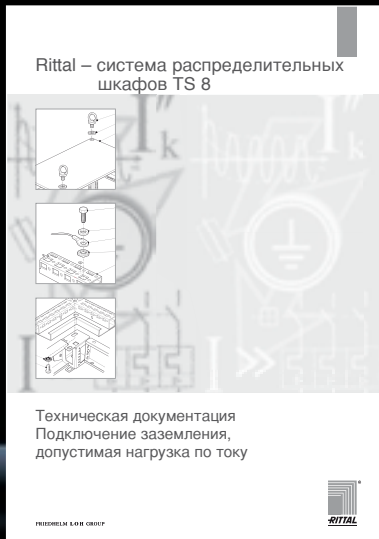 Rittal – система распределительных
шкафов TS 8
I"
k
I"
k
I
I
>
Техническая документация
Подключение заземления,
допустимая нагрузка по току
FRIEDHELM LOH GROUP
RITTAL
®